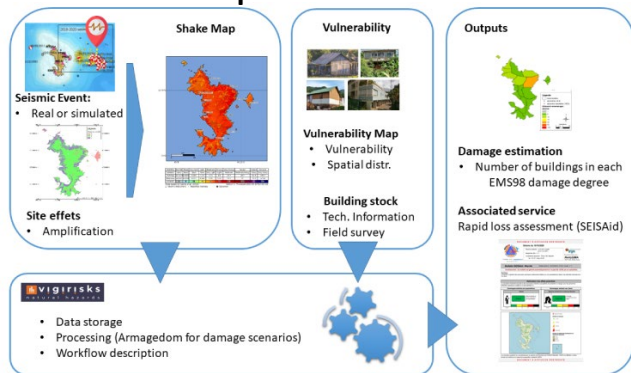 Shake Map
Seismic Event:
• Real or simulated
Site effets
• Amplification
Vulnerability
Vulnerability Map
• Vulnerability
• Spatial distr.
Building stock
• Tech. Information
• Field survey
Outputs
Damage estimation
• Number of buildings in each
EMS98 damage degree
Associated service
Rapid loss assessment (SEISAid)
vigirisks
natural hazards
• Data storage
• Processing (Armagedom for damage scenarios)
• Workflow description